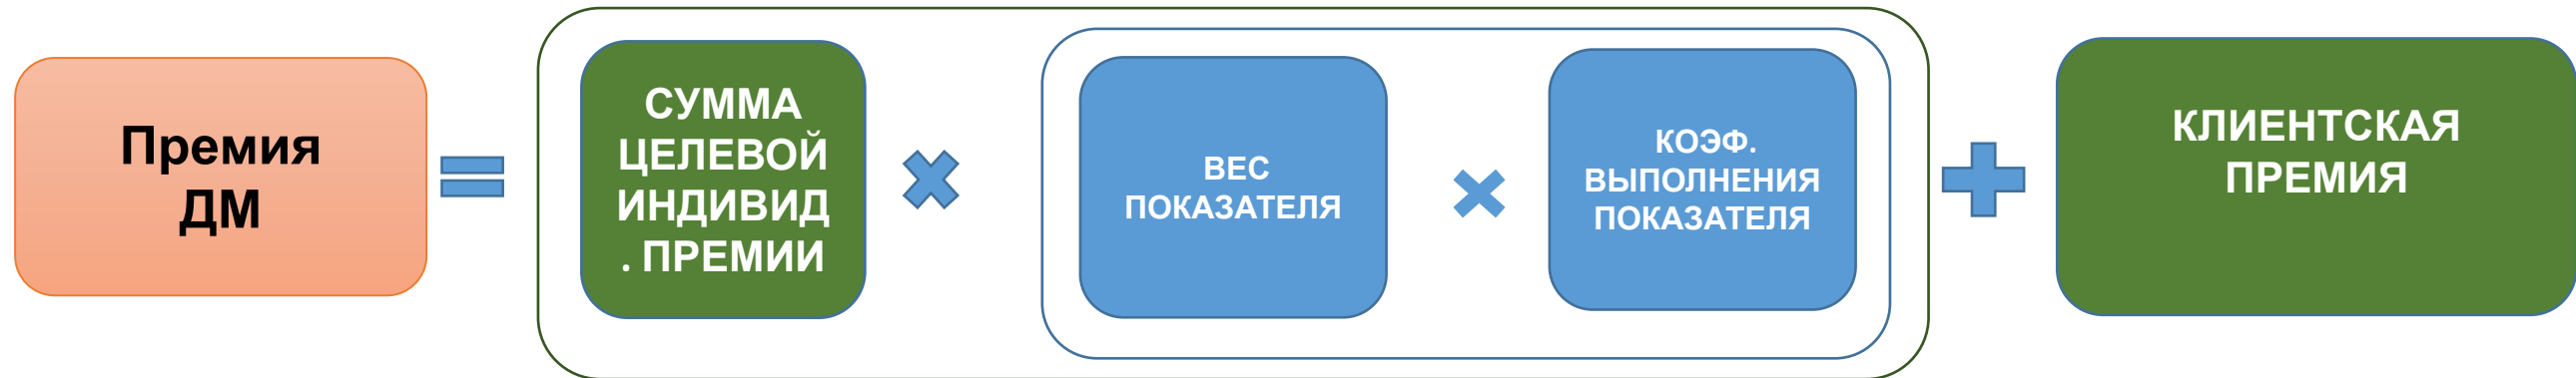 Премия
ДМ
СУММА
ЦЕЛЕВОЙ
ИНДИВИД
. ПРЕМИИ
ВЕС
ПОКАЗАТЕЛЯ
КОЭФ.
ВЫПОЛНЕНИЯ
ПОКАЗАТЕЛЯ
КЛИЕНТСКАЯ
ПРЕМИЯ